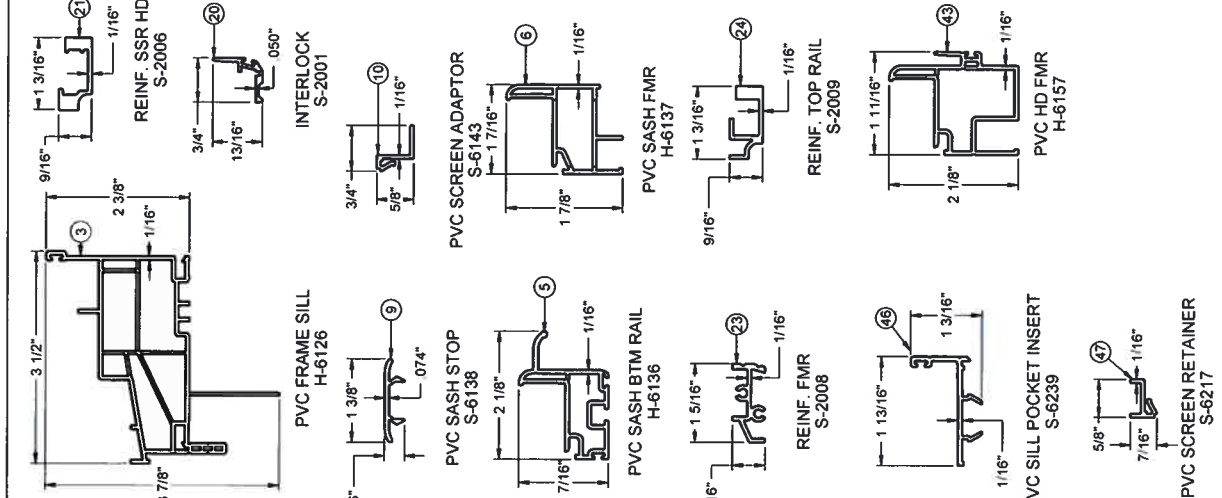 21
1 3/16"
9/16"
1/16"
REINF. SSR HD
S-2006
20
3/4"
13/16"
.050"
INTERLOCK
S-2001
3 1/2"
2 3/8"
3
1/16"
7/8"
PVC FRAME SILL
H-6126
10
3/4"
5/8"
1/16"
PVC SCREEN ADAPTOR
S-6143
9
1 3/8"
.074"
PVC SASH STOP
S-6138
6
1 7/16"
1 7/8"
1/16"
PVC SASH FMR
H-6137
5
2 1/8"
7/16"
1/16"
PVC SASH BTM RAIL
H-6136
24
1 3/16"
9/16"
1/16"
REINF. TOP RAIL
S-2009
23
1 5/16"
1/16"
REINF. FMR
S-2008
43
1 11/16"
2 1/8"
1/16"
PVC HD FMR
H-6157
46
1 13/16"
1 3/16"
1/16"
VC SILL POCKET INSERT
S-6239
47
5/8"
7/16"
1/16"
PVC SCREEN RETAINER
S-6217